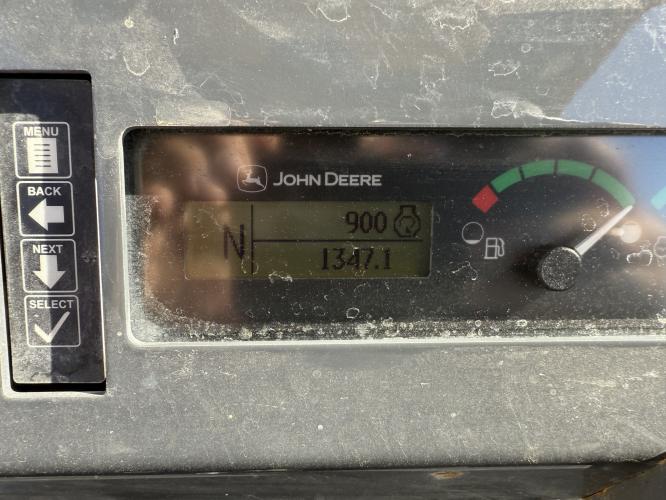 MENU
BACK
NEXT
SELECT
JOHN DEERE
N
900
1347.1